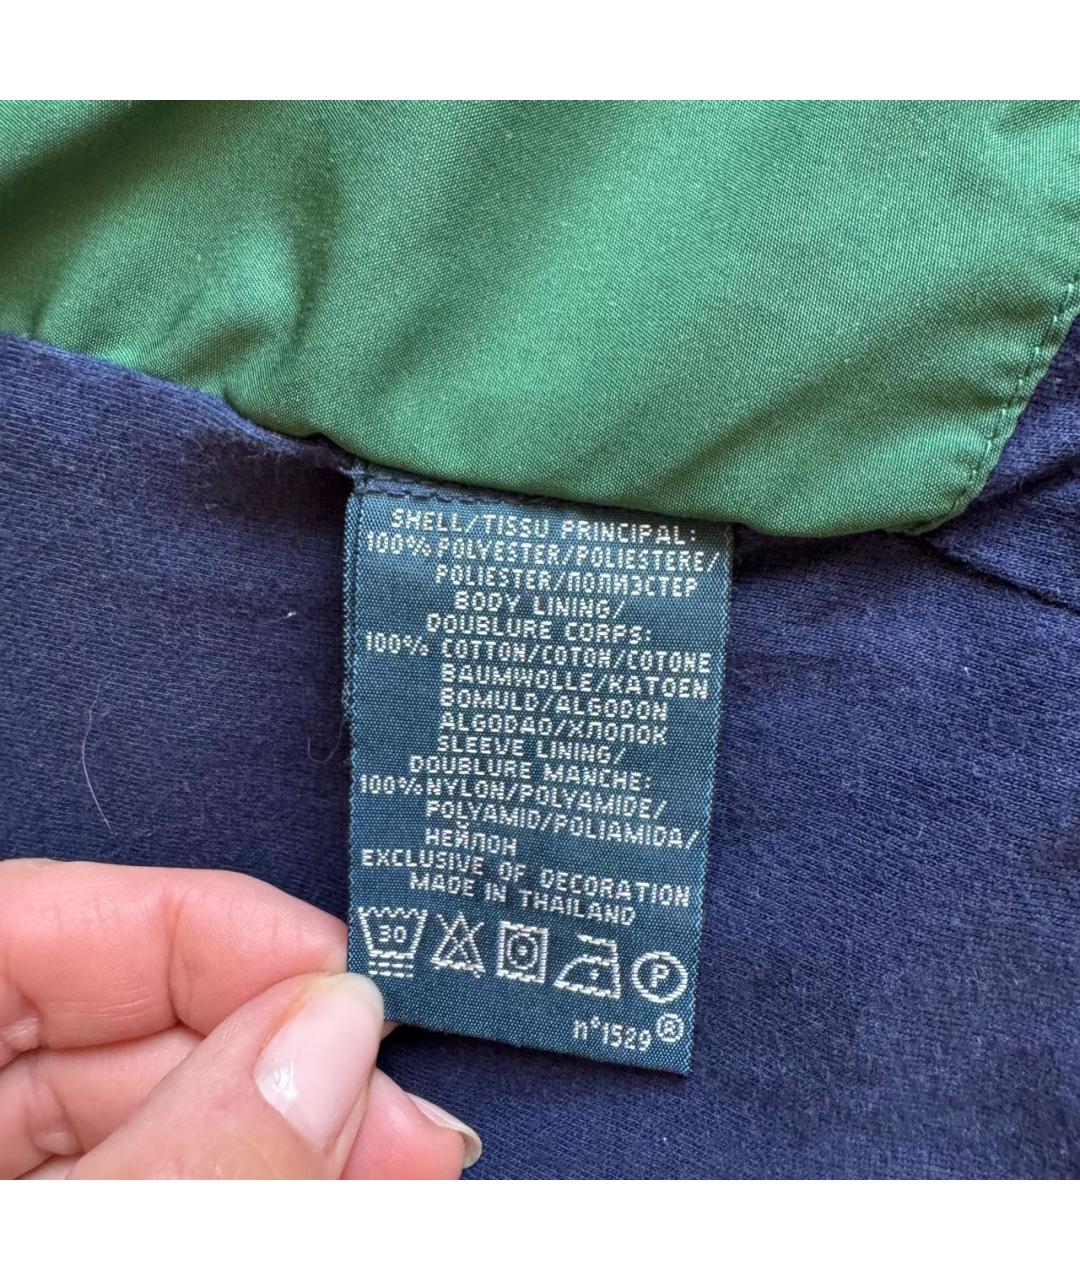 SHELL/TISSU PRINCIPAL:
100% POLYESTER/POLIESTERE/
POLIESTER/ПОЛИЭСТЕР
BODY LINING/
DOUBLURE CORPS:
100% COTTON/COTON/COTONE
BAUMWOLLE/KATOEN
BOMULD/ALGODON
ALGODAO/ХЛОПОК
SLEEVE LINING/
DOUBLURE MANCHE:
100% NYLON/POLYAMIDE/
POLYAMID/POLIAMIDA/
НЕЙЛОН
EXCLUSIVE OF DECORATION
MADE IN THAILAND
30 P
n°1529®